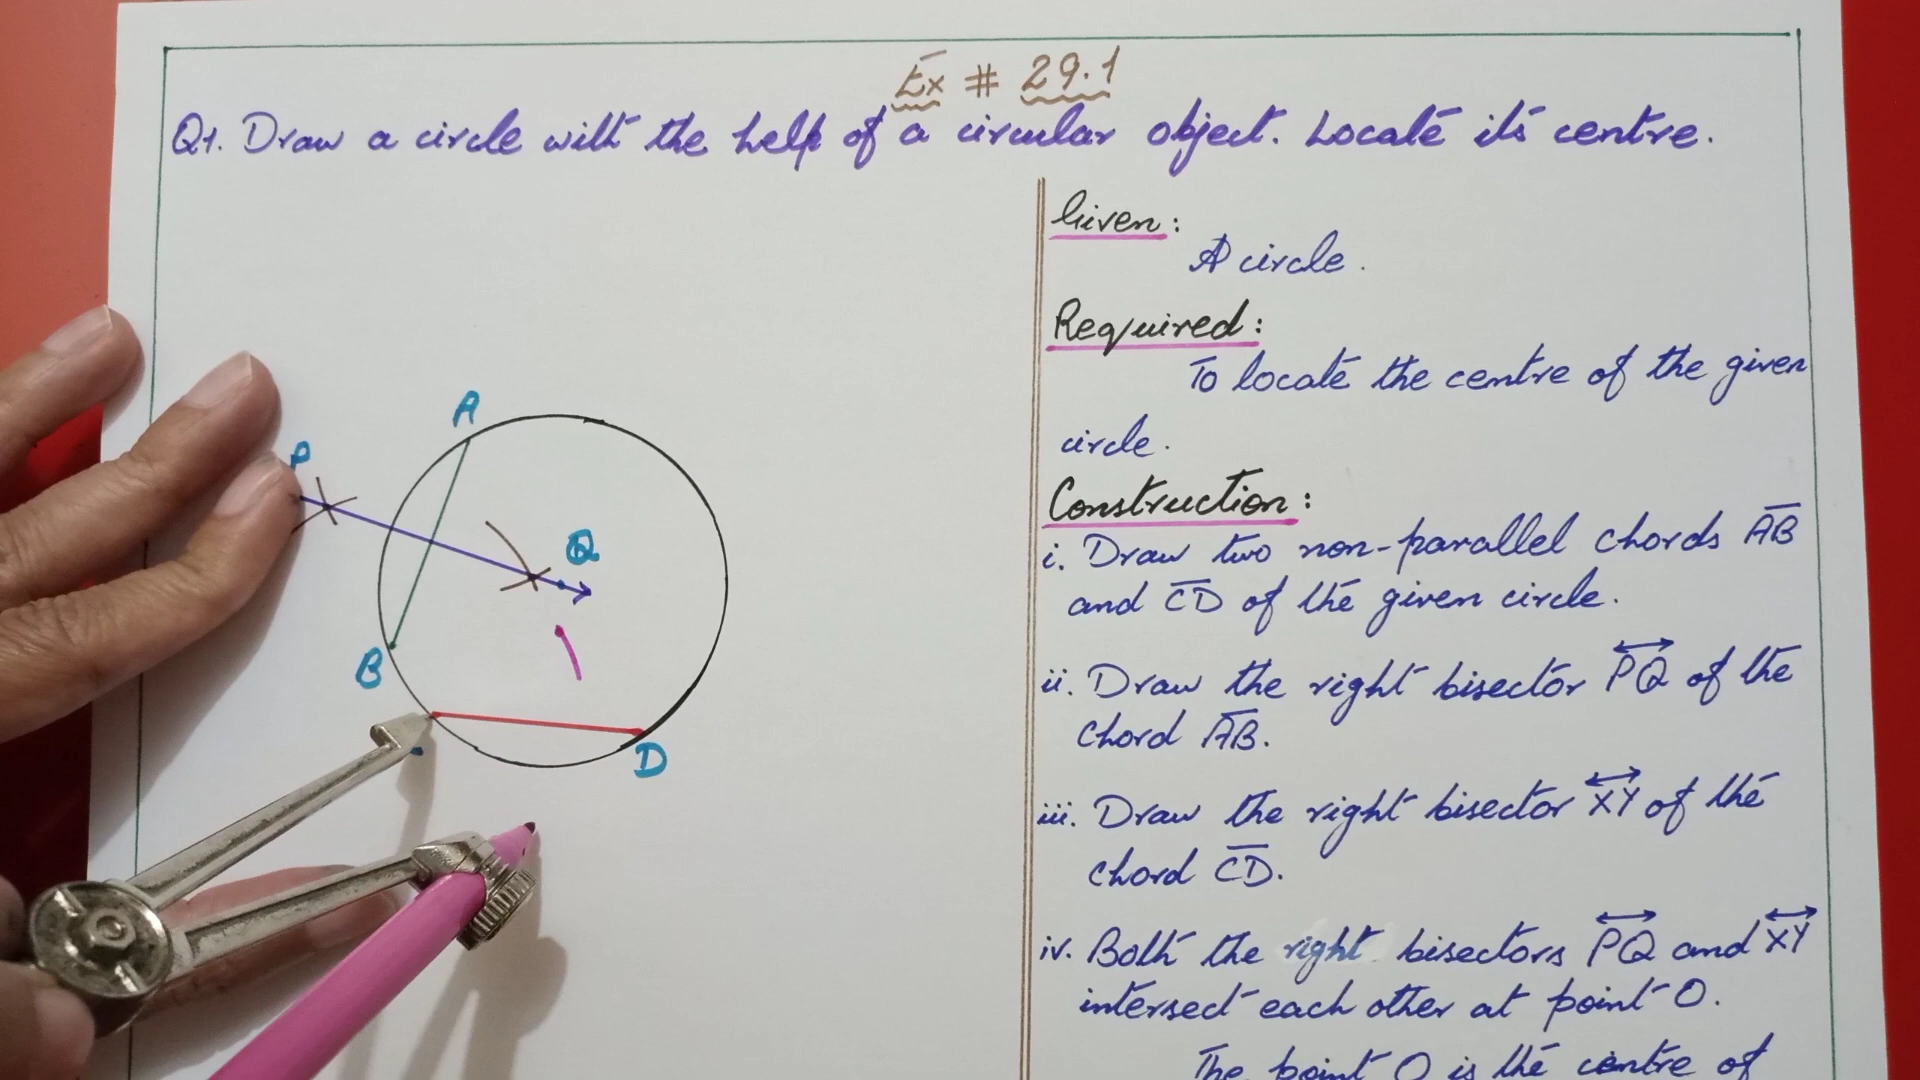 Ex # 29.1
Q1. Draw a circle with the help of a circular object. Locate its centre.
Given:
A circle.
Required:
To locate the centre of the given
circle.
Construction:
i. Draw two non-parallel chords AB
and CD of the given circle.
ii. Draw the right bisector PQ of the
chord AB.
iii. Draw the right bisector XY of the
chord CD.
iv. Both the right bisectors PQ and XY
intersect each other at point O.
The point O is the centre of
A
P
Q
B
D